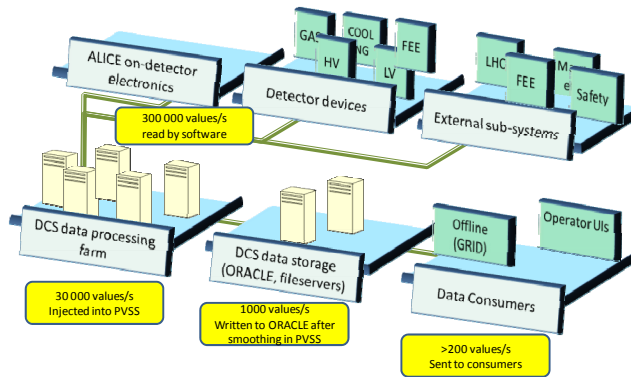 GAS
COOL
NG
FEE
HV
LV
LHC
FEE
M
e
Safety
ALICE on-detector
electronics
Detector devices
External sub-systems
300 000 values/s
read by software
DCS data processing
farm
DCS data storage
(ORACLE, fileservers)
Offline
(GRID)
Operator UIs
Data Consumers
30 000 values/s
Injected into PVSS
1000 values/s
Written to ORACLE after
smoothing in PVSS
>200 values/s
Sent to consumers